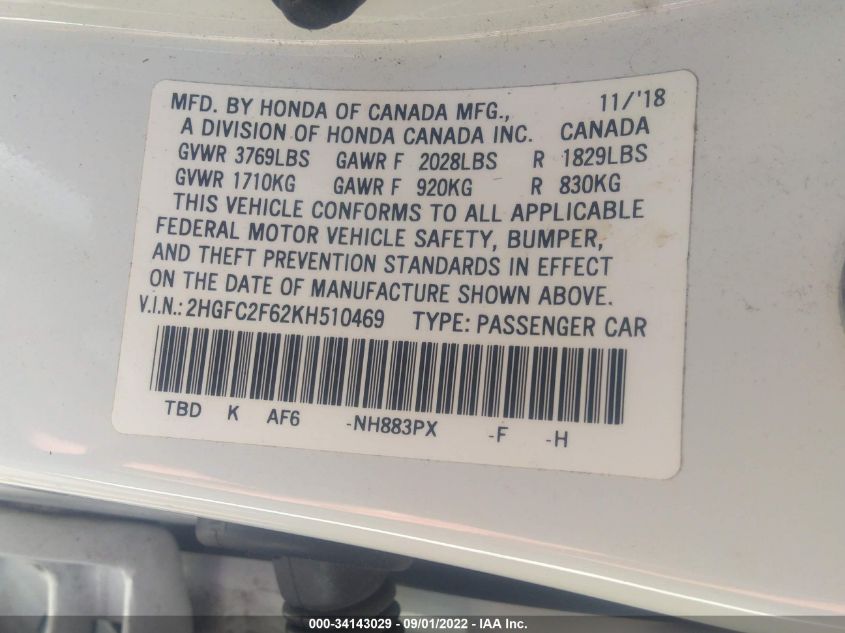 MFD. BY HONDA OF CANADA MFG., 11/'18
A DIVISION OF HONDA CANADA INC. CANADA
GVWR 3769LBS GAWR F 2028LBS R 1829LBS
GVWR 1710KG GAWR F 920KG R 830KG
THIS VEHICLE CONFORMS TO ALL APPLICABLE
FEDERAL MOTOR VEHICLE SAFETY, BUMPER,
AND THEFT PREVENTION STANDARDS IN EFFECT
ON THE DATE OF MANUFACTURE SHOWN ABOVE.
V.I.N.: 2HGFC2F62KH510469 TYPE: PASSENGER CAR
TBD K AF6 -NH883PX -F -H
000-34143029 - 09/01/2022 - IAA Inc.